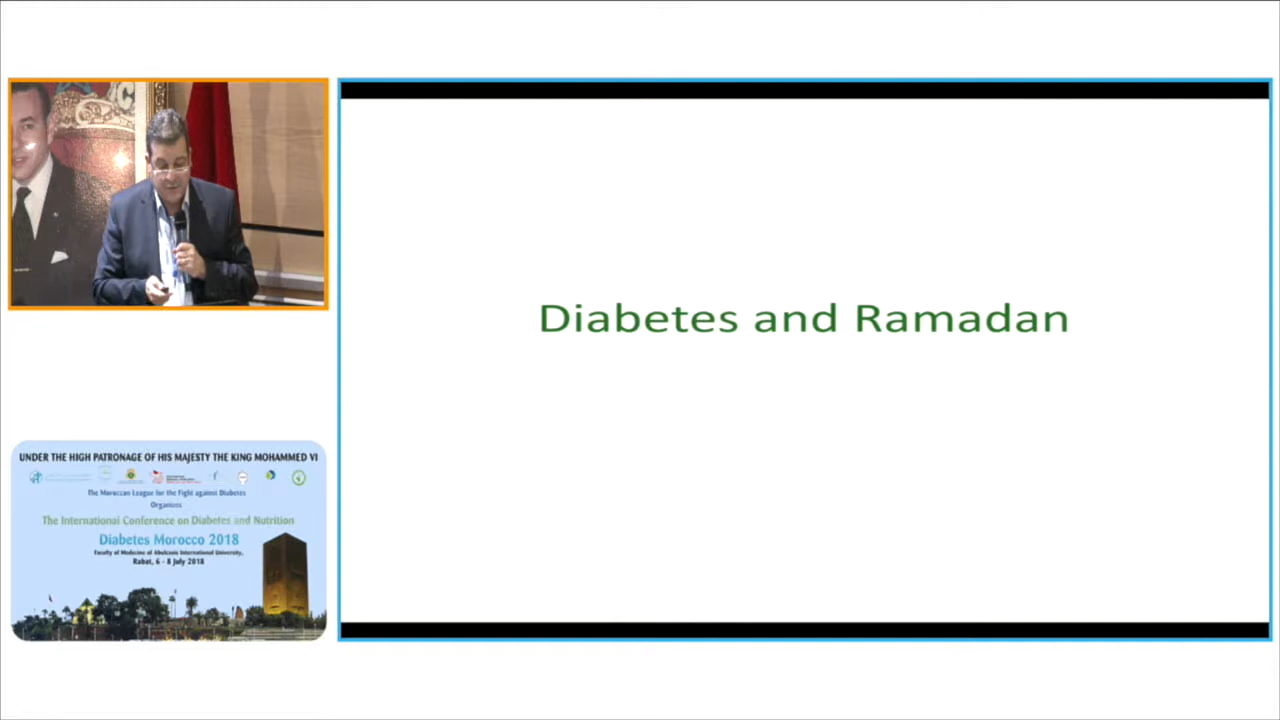 Diabetes and Ramadan
UNDER THE HIGH PATRONAGE OF HIS MAJESTY THE KING MOHAMMED VI
The Moroccan League for the Fight against Diabetes
Organizes
The International Conference on Diabetes and Nutrition
Diabetes Morocco 2018
Faculty of Medicine of Abulcasis International University,
Rabat, 6 - 8 July 2018